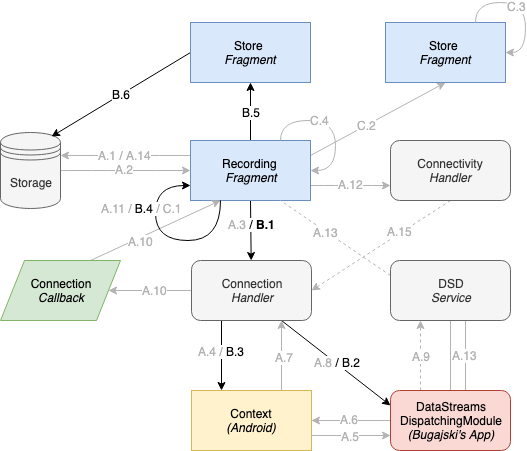 C.3
Store
Fragment
Store
Fragment
B.6
B.5
C.4
C.2
A.1 / A.14
A.2
Storage
Recording
Fragment
A.12
Connectivity
Handler
A.11 / B.4 / C.1
A.3 / B.1
A.13
A.15
A.10
Connection
Callback
A.10
Connection
Handler
DSD
Service
A.4 / B.3
A.7
A.8 / B.2
A.9
A.13
Context
(Android)
A.6
A.5
DataStreams
DispatchingModule
(Bugajski's App)